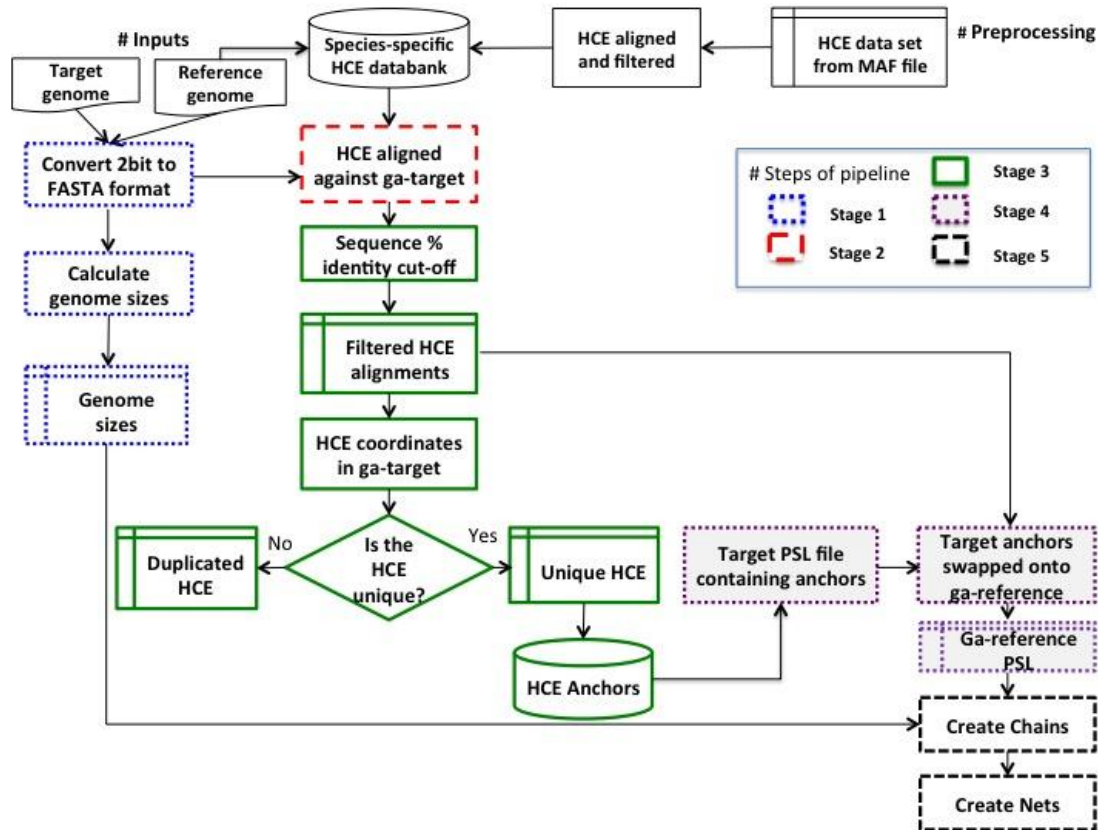 # Inputs
Target
genome
Reference
genome
Species-specific
HCE databank
HCE aligned
and filtered
HCE data set
from MAF file
# Preprocessing
Convert 2bit to
FASTA format
HCE aligned
against ga-target
# Steps of pipeline
Stage 1
Stage 2
Stage 3
Stage 4
Stage 5
Calculate
genome sizes
Sequence %
identity cut-off
Genome
sizes
Filtered HCE
alignments
HCE coordinates
in ga-target
Duplicated
HCE
No
Is the
HCE
unique?
Yes
Unique HCE
HCE Anchors
Target PSL file
containing anchors
Target anchors
swapped onto
ga-reference
Ga-reference
PSL
Create Chains
Create Nets